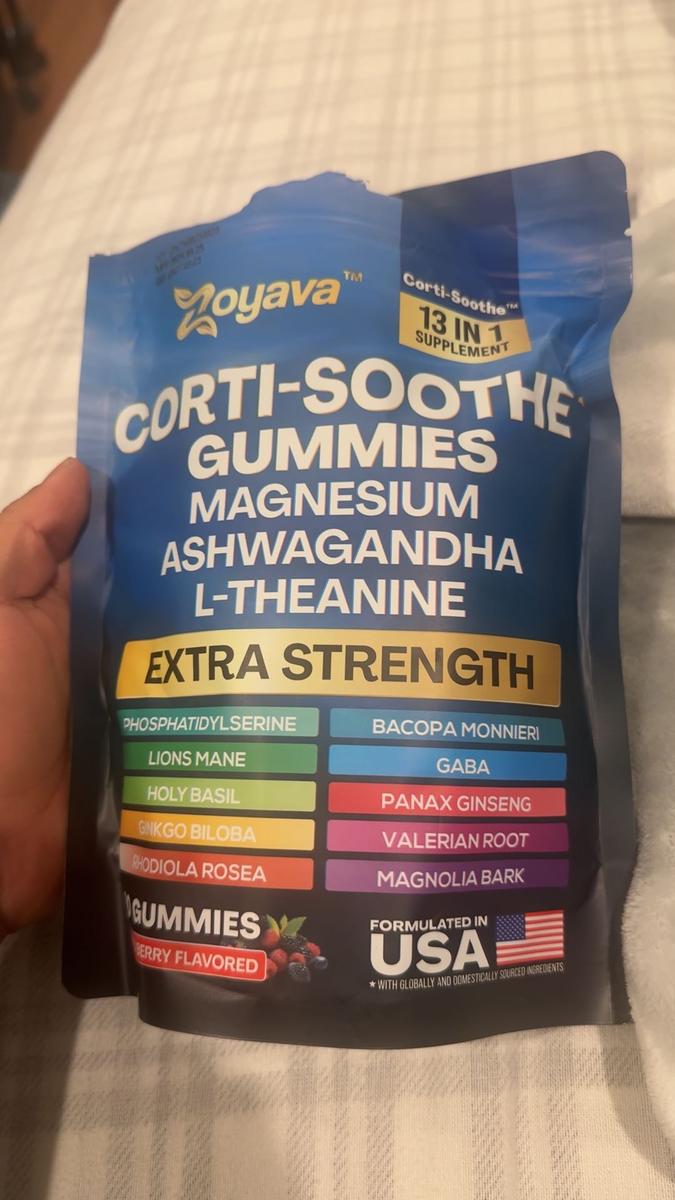 Zoyava™
Corti-Soothe™
13 IN 1
SUPPLEMENT
CORTI-SOOTHE
GUMMIES
MAGNESIUM
ASHWAGANDHA
L-THEANINE
EXTRA STRENGTH
PHOSPHATIDYLSERINE
BACOPA MONNIERI
LIONS MANE
GABA
HOLY BASIL
PANAX GINSENG
GINKGO BILOBA
VALERIAN ROOT
RHODIOLA ROSEA
MAGNOLIA BARK
0 GUMMIES
BERRY FLAVORED
FORMULATED IN
USA
★ WITH GLOBALLY AND DOMESTICALLY SOURCED INGREDIENTS